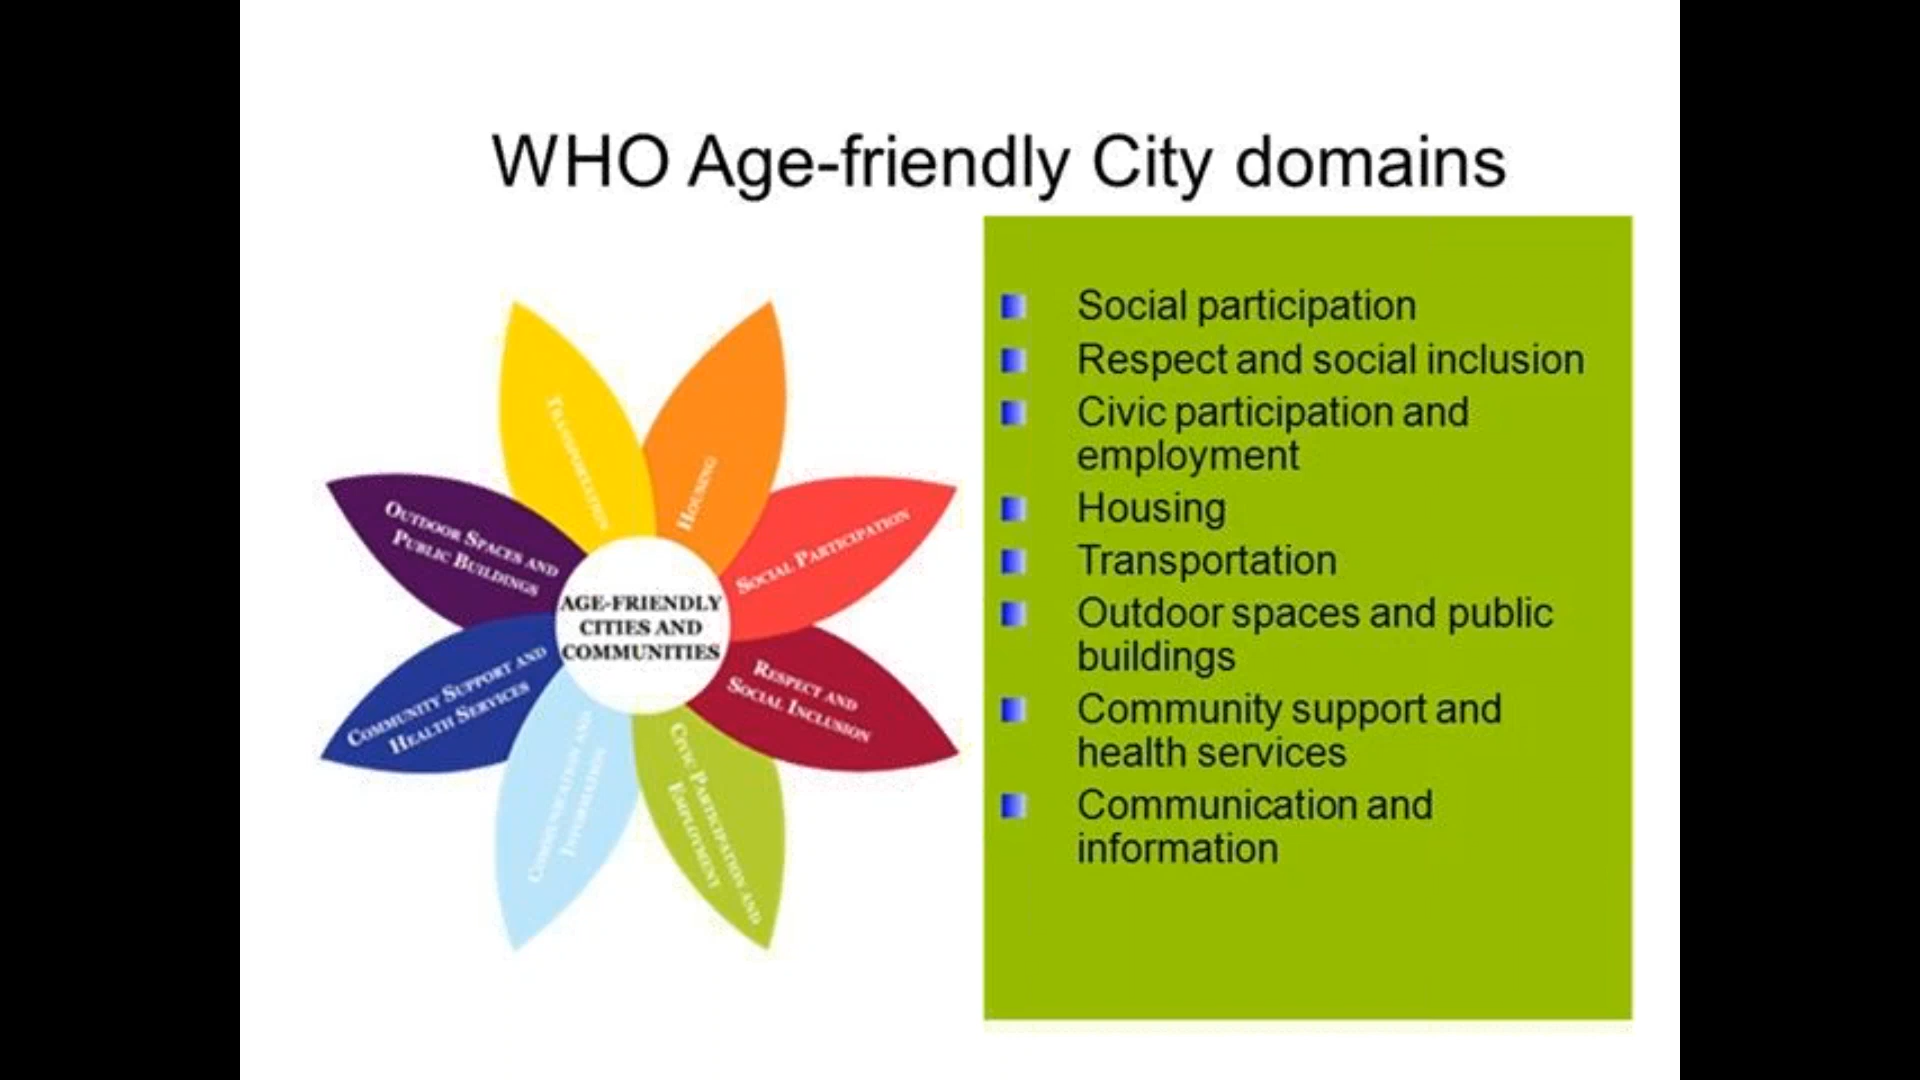 WHO Age-friendly City domains
TRANSPORTATION
HOUSING
SOCIAL PARTICIPATION
OUTDOOR SPACES AND
PUBLIC BUILDINGS
AGE-FRIENDLY
CITIES AND
COMMUNITIES
RESPECT AND
SOCIAL INCLUSION
COMMUNITY SUPPORT AND
HEALTH SERVICES
COMMUNICATION AND
INFORMATION
CIVIC PARTICIPATION AND
EMPLOYMENT
Social participation
Respect and social inclusion
Civic participation and
employment
Housing
Transportation
Outdoor spaces and public
buildings
Community support and
health services
Communication and
information